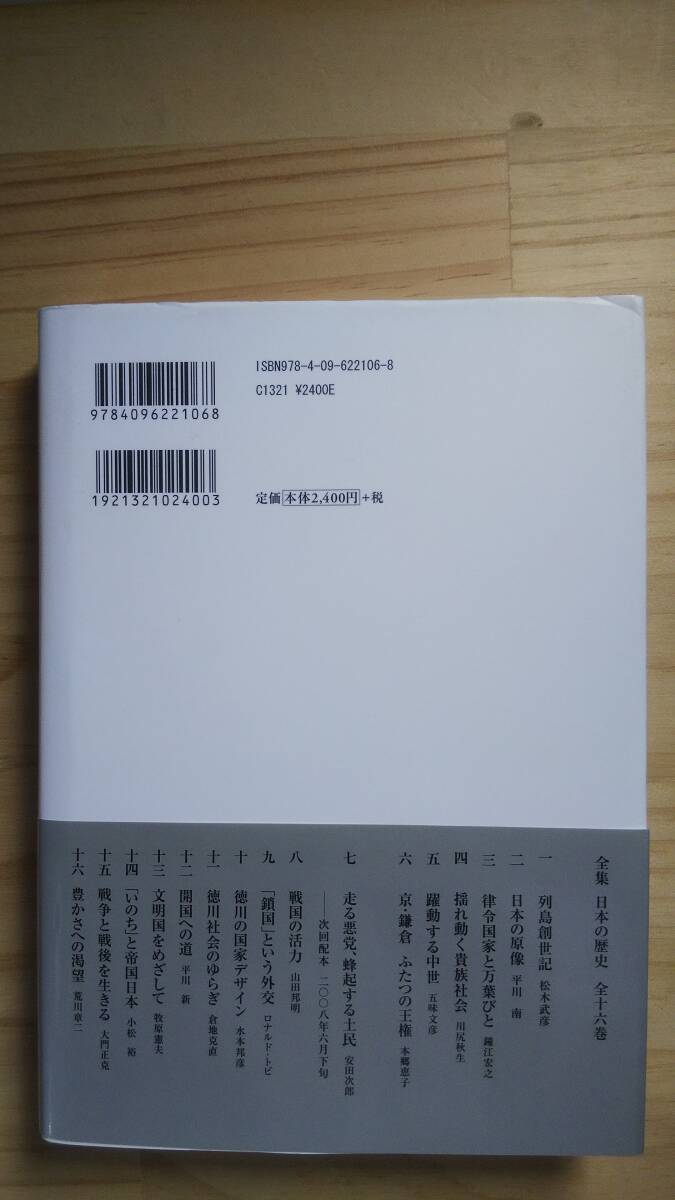 ISBN978-4-09-622106-8
C1321 ¥2400E
9784096221068
1921321024003
定価 本体2,400円 +税
全集 日本の歴史 全十六巻
一 列島創世記 松木武彦
二 日本の原像 平川 南
三 律令国家と万葉びと 鐘江宏之
四 揺れ動く貴族社会 川尻秋生
五 躍動する中世 五味文彦
六 京・鎌倉 ふたつの王権 本郷恵子
七 走る悪党、蜂起する土民 安田次郎
──次回配本 二〇〇八年六月下旬
八 戦国の活力 山田邦明
九 「鎖国」という外交 ロナルド・トビ
十 徳川の国家デザイン 水本邦彦
十一 徳川社会のゆらぎ 倉地克直
十二 開国への道 平川 新
十三 文明国をめざして 牧原憲夫
十四 「いのち」と帝国日本 小松 裕
十五 戦争と戦後を生きる 大門正克
十六 豊かさへの渇望 荒川章二